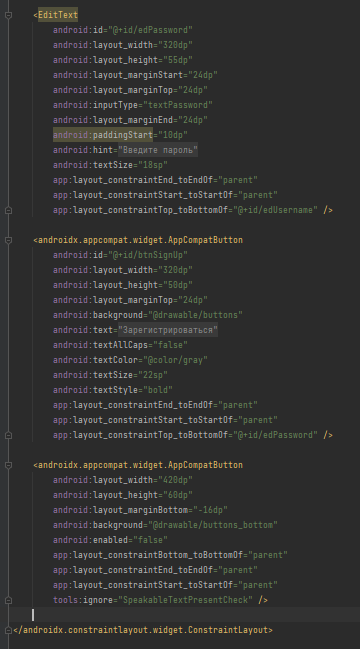 <EditText
android:id="@+id/edPassword"
android:layout_width="320dp"
android:layout_height="55dp"
android:layout_marginStart="24dp"
android:layout_marginTop="24dp"
android:inputType="textPassword"
android:layout_marginEnd="24dp"
android:paddingStart="10dp"
android:hint="Введите пароль"
android:textSize="18sp"
app:layout_constraintEnd_toEndOf="parent"
app:layout_constraintStart_toStartOf="parent"
app:layout_constraintTop_toBottomOf="@+id/edUsername" />
<androidx.appcompat.widget.AppCompatButton
android:id="@+id/btnSignUp"
android:layout_width="320dp"
android:layout_height="50dp"
android:layout_marginTop="24dp"
android:background="@drawable/buttons"
android:text="Зарегистрироваться"
android:textAllCaps="false"
android:textColor="@color/gray"
android:textSize="22sp"
android:textStyle="bold"
app:layout_constraintEnd_toEndOf="parent"
app:layout_constraintStart_toStartOf="parent"
app:layout_constraintTop_toBottomOf="@+id/edPassword" />
<androidx.appcompat.widget.AppCompatButton
android:layout_width="420dp"
android:layout_height="60dp"
android:layout_marginBottom="-16dp"
android:background="@drawable/buttons_bottom"
android:enabled="false"
app:layout_constraintBottom_toBottomOf="parent"
app:layout_constraintEnd_toEndOf="parent"
app:layout_constraintStart_toStartOf="parent"
tools:ignore="SpeakableTextPresentCheck" />
</androidx.constraintlayout.widget.ConstraintLayout>